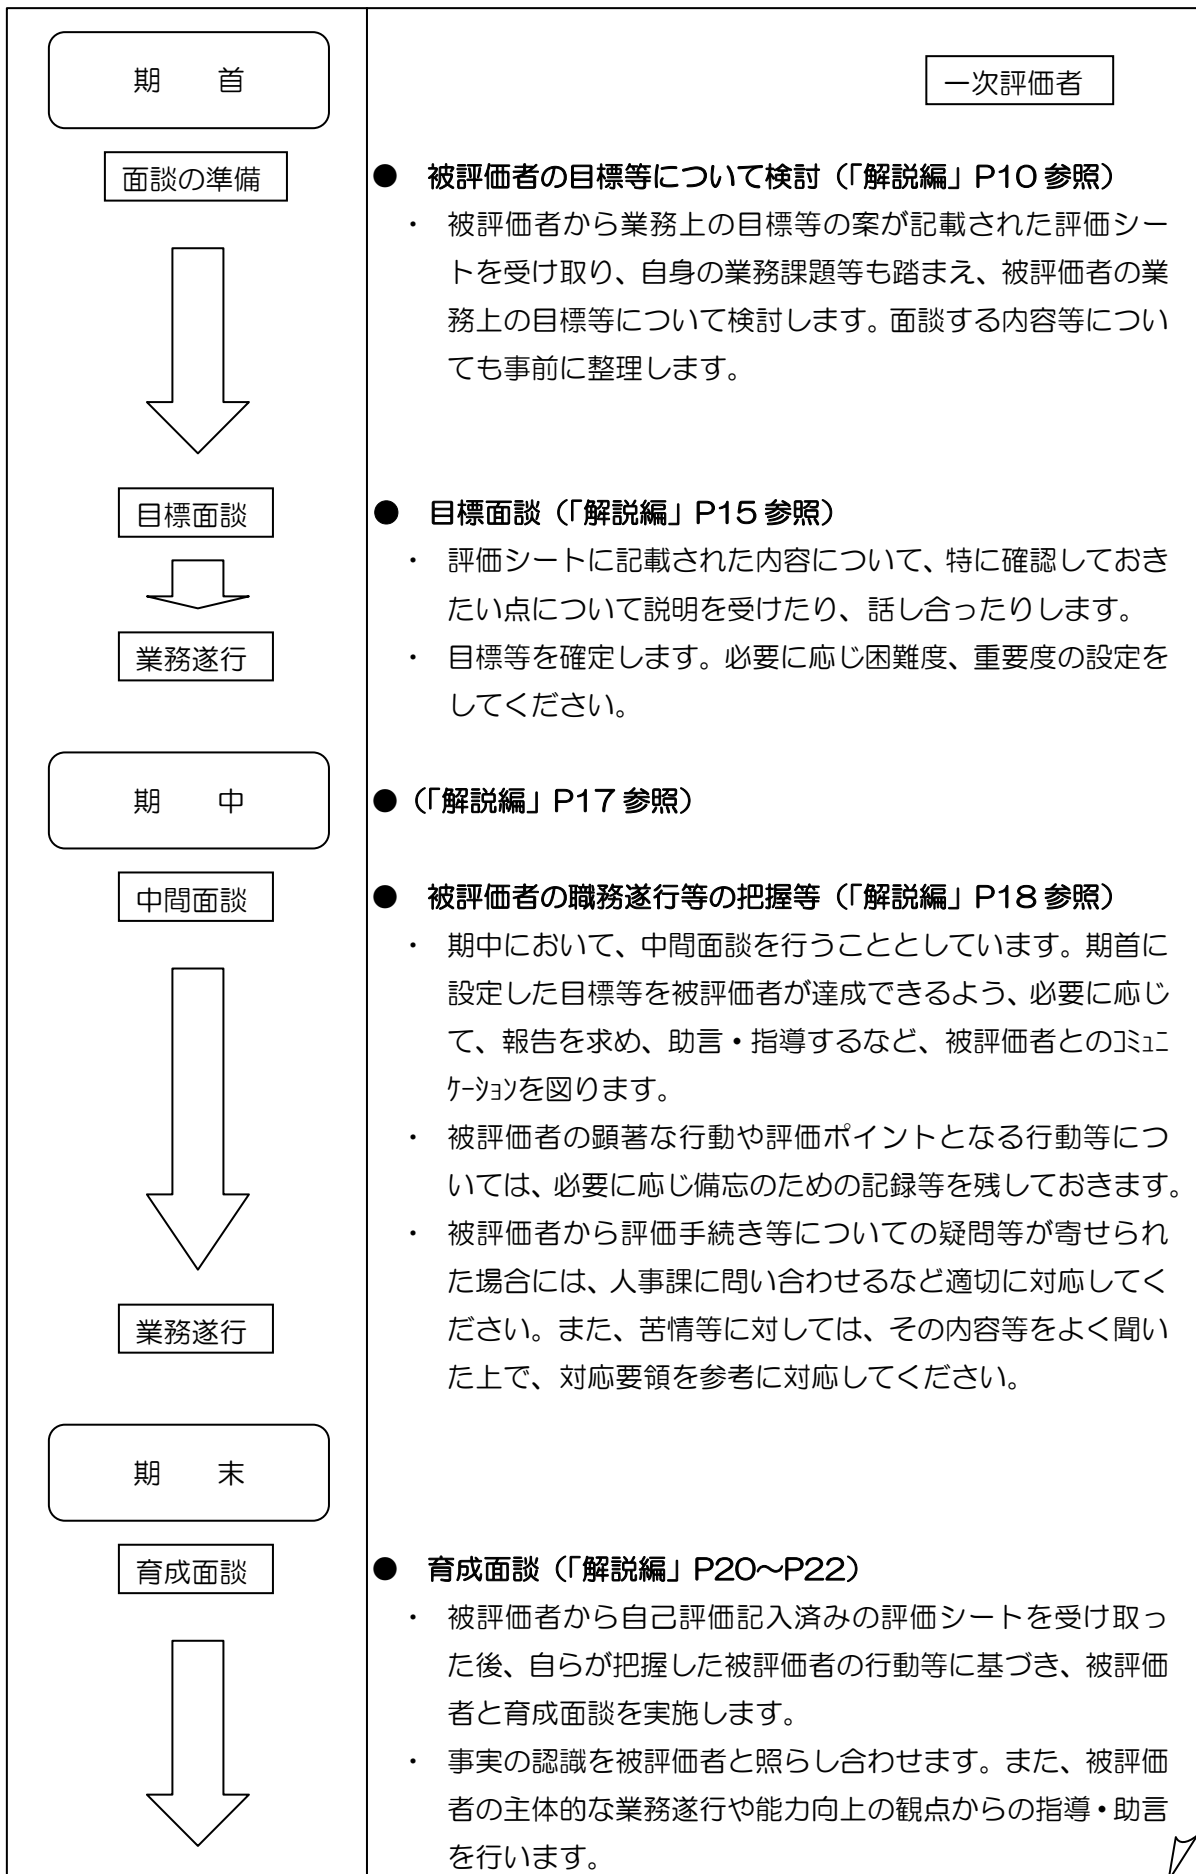 期　首
一次評価者
面談の準備
● 被評価者の目標等について検討（「解説編」P10 参照）
・ 被評価者から業務上の目標等の案が記載された評価シー
トを受け取り、自身の業務課題等も踏まえ、被評価者の業
務上の目標等について検討します。面談する内容等につい
ても事前に整理します。
目標面談
● 目標面談（「解説編」P15 参照）
・ 評価シートに記載された内容について、特に確認しておき
たい点について説明を受けたり、話し合ったりします。
業務遂行
・ 目標等を確定します。必要に応じ困難度、重要度の設定を
してください。
期　中
●（「解説編」P17 参照）
中間面談
● 被評価者の職務遂行等の把握等（「解説編」P18 参照）
・ 期中において、中間面談を行うこととしています。期首に
設定した目標等を被評価者が達成できるよう、必要に応じ
て、報告を求め、助言・指導するなど、被評価者とのｺﾐｭﾆ
ｹｰｼｮﾝを図ります。
・ 被評価者の顕著な行動や評価ポイントとなる行動等につ
いては、必要に応じ備忘のための記録等を残しておきます。
・ 被評価者から評価手続き等についての疑問等が寄せられ
た場合には、人事課に問い合わせるなど適切に対応してく
業務遂行
ださい。また、苦情等に対しては、その内容等をよく聞い
た上で、対応要領を参考に対応してください。
期　末
育成面談
● 育成面談（「解説編」P20～P22）
・ 被評価者から自己評価記入済みの評価シートを受け取っ
た後、自らが把握した被評価者の行動等に基づき、被評価
者と育成面談を実施します。
・ 事実の認識を被評価者と照らし合わせます。また、被評価
者の主体的な業務遂行や能力向上の観点からの指導・助言
を行います。